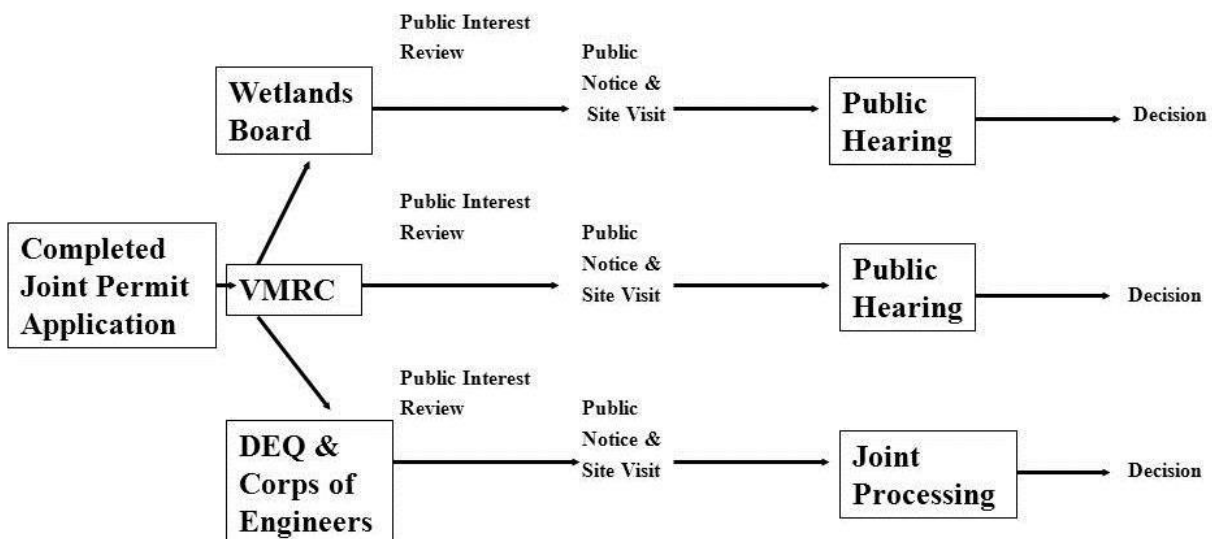 Public Interest
Review
Public
Notice &
Site Visit
Wetlands
Board
Public
Hearing
Decision
Public Interest
Review
Public
Notice &
Site Visit
Completed
Joint Permit
Application
VMRC
Public
Hearing
Decision
Public Interest
Review
Public
Notice &
Site Visit
DEQ &
Corps of
Engineers
Joint
Processing
Decision